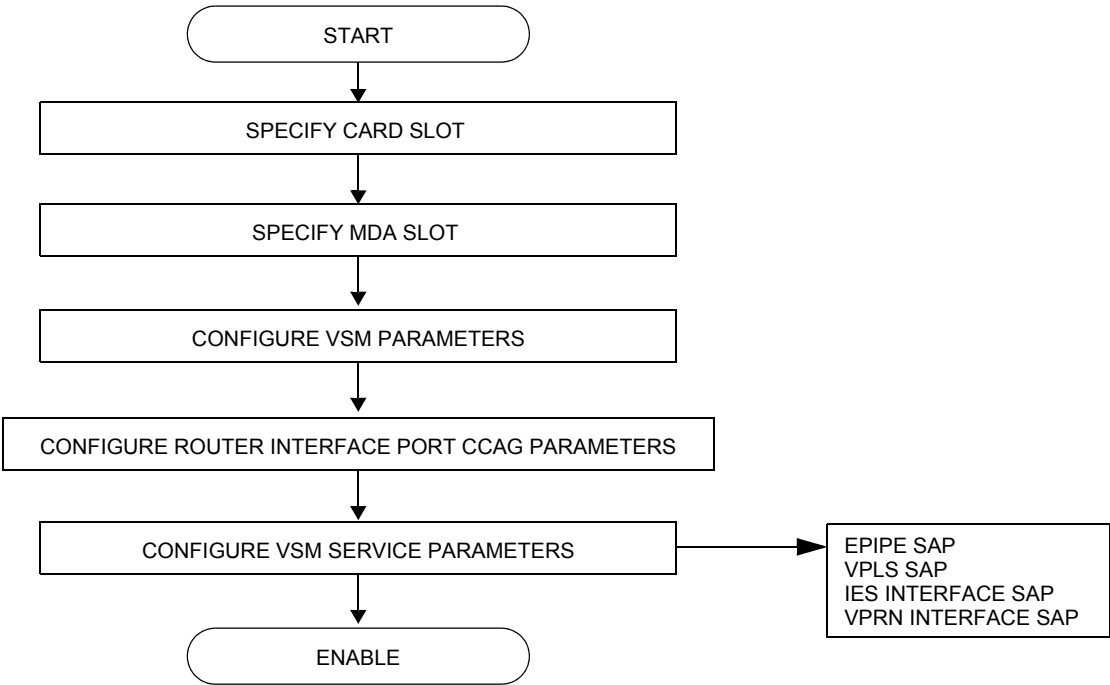 START
SPECIFY CARD SLOT
SPECIFY MDA SLOT
CONFIGURE VSM PARAMETERS
CONFIGURE ROUTER INTERFACE PORT CCAG PARAMETERS
CONFIGURE VSM SERVICE PARAMETERS
EPIPE SAP
VPLS SAP
IES INTERFACE SAP
VPRN INTERFACE SAP
ENABLE